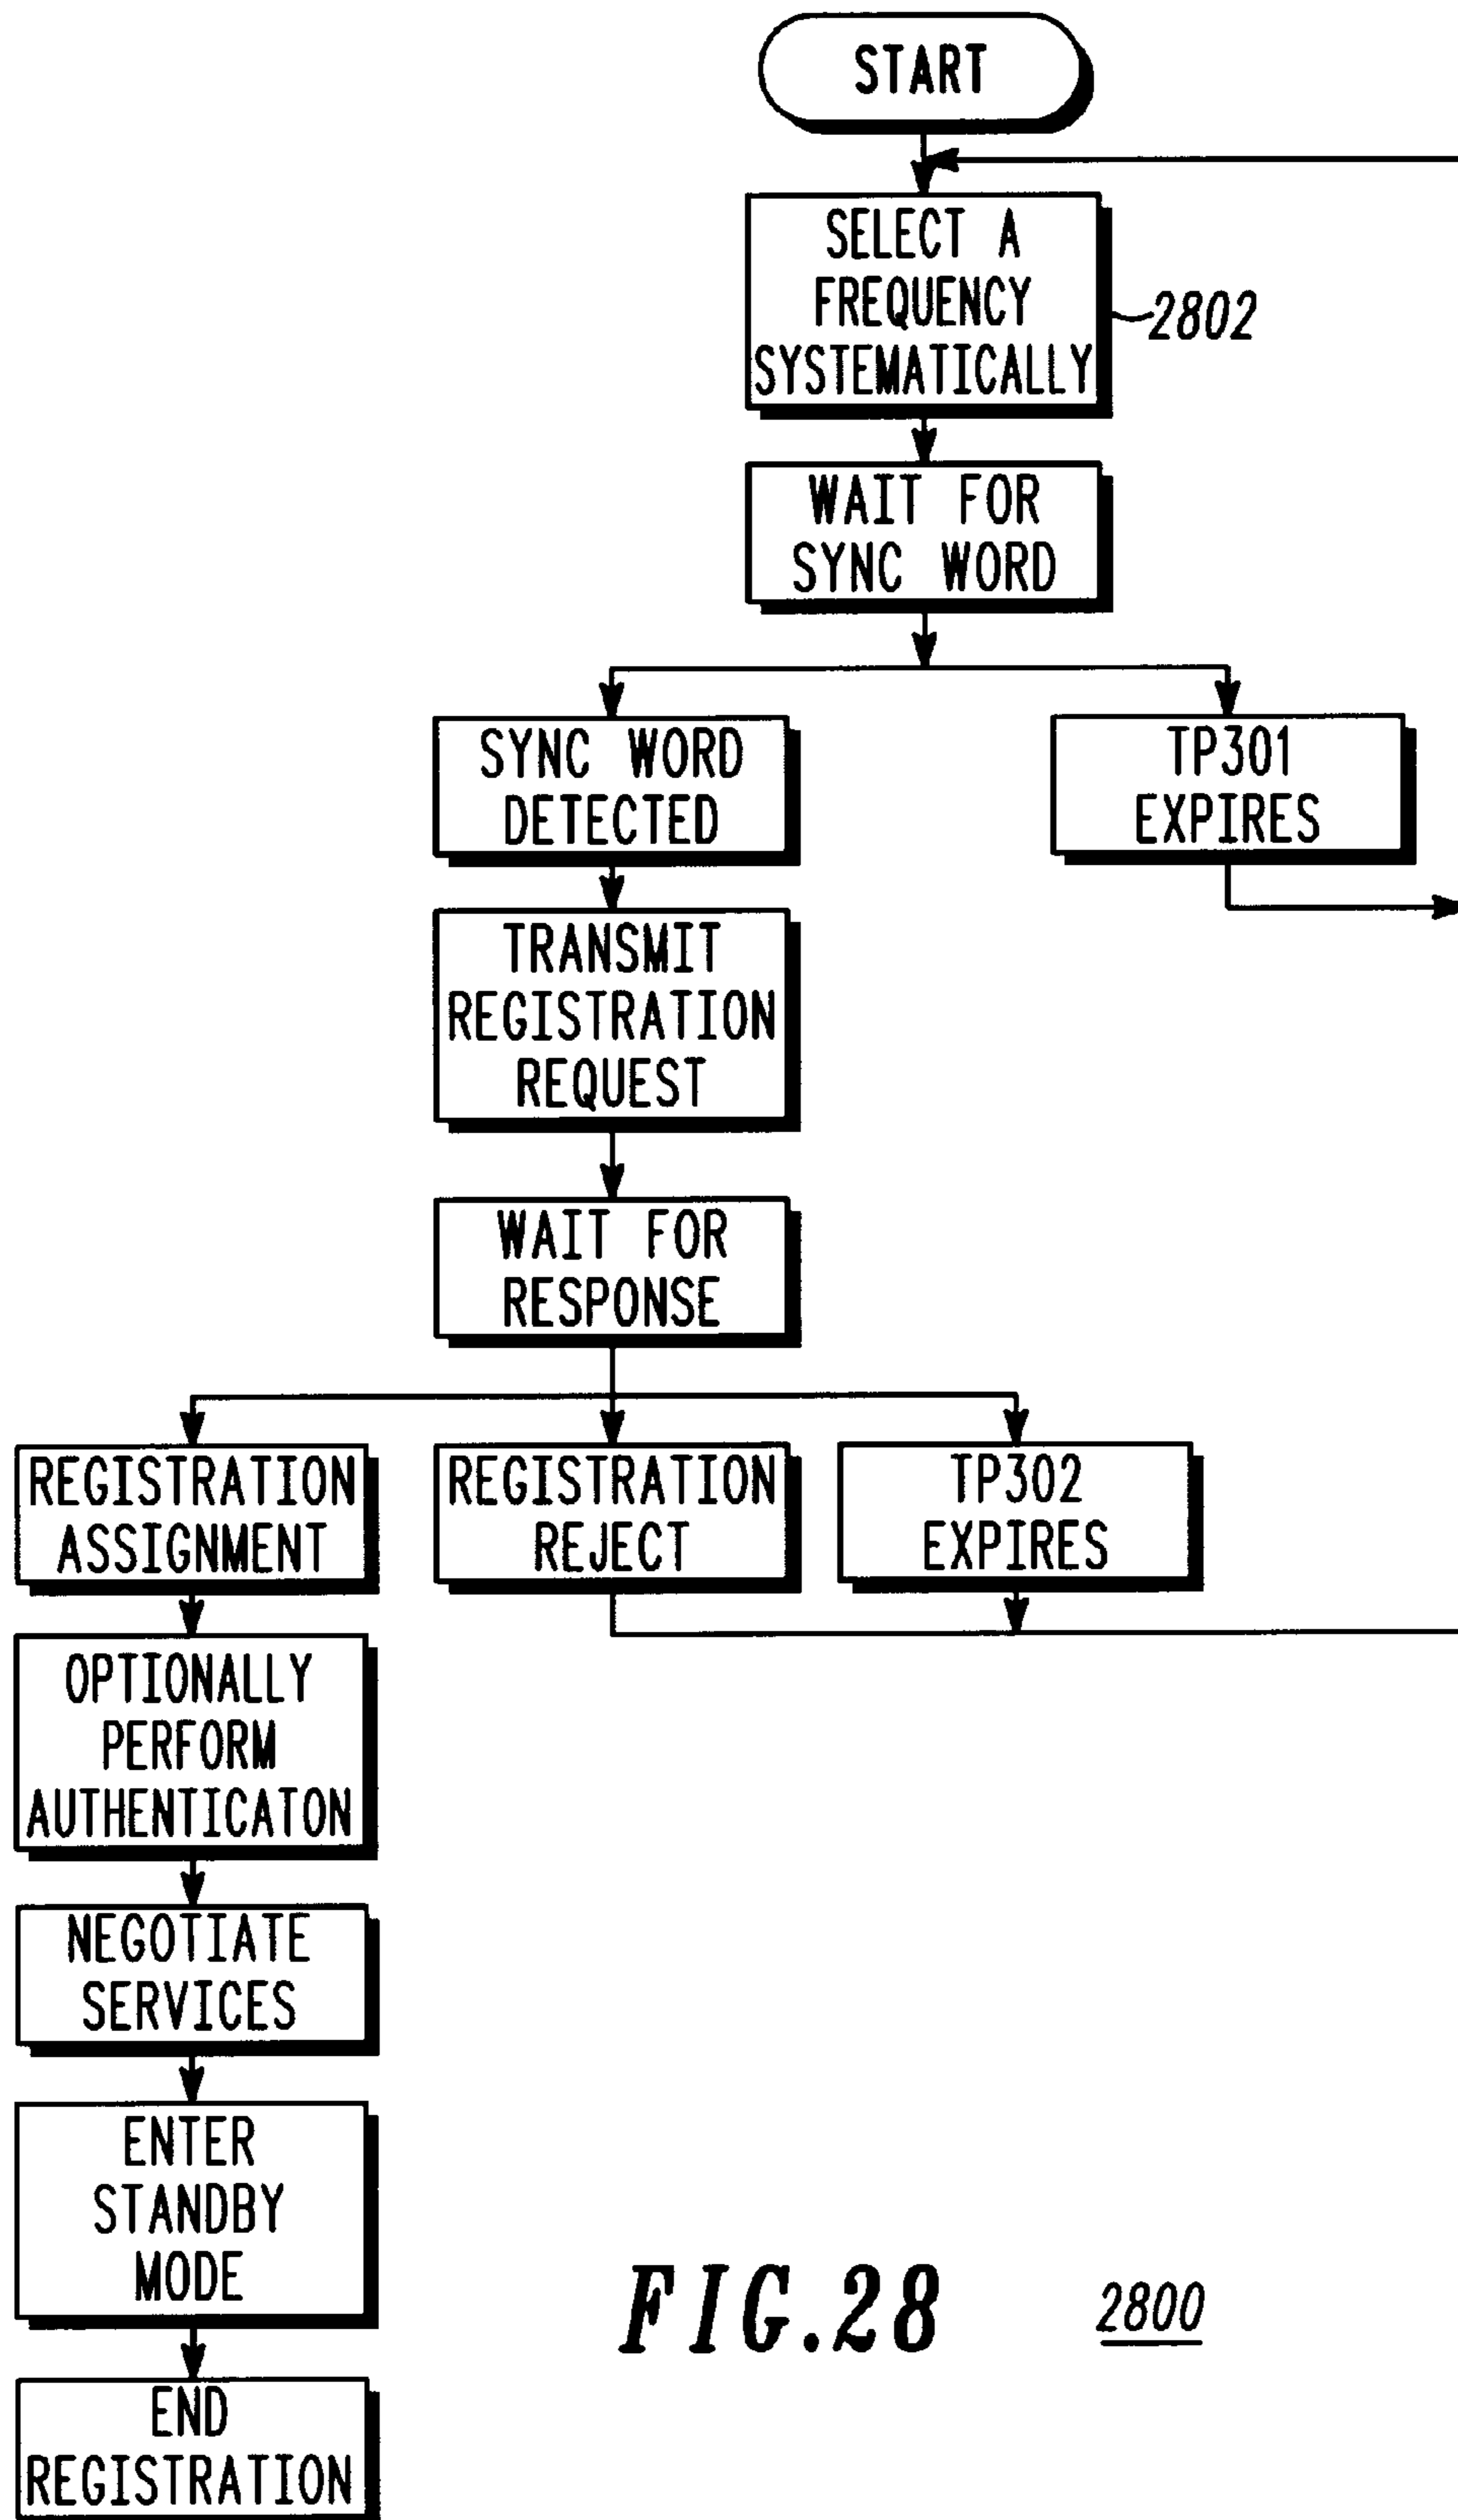 START
SELECT A
FREQUENCY
SYSTEMATICALLY
2802
WAIT FOR
SYNC WORD
SYNC WORD
DETECTED
TP301
EXPIRES
TRANSMIT
REGISTRATION
REQUEST
WAIT FOR
RESPONSE
REGISTRATION
ASSIGNMENT
REGISTRATION
REJECT
TP302
EXPIRES
OPTIONALLY
PERFORM
AUTHENTICATON
NEGOTIATE
SERVICES
ENTER
STANDBY
MODE
END
REGISTRATION
FIG.28
2800